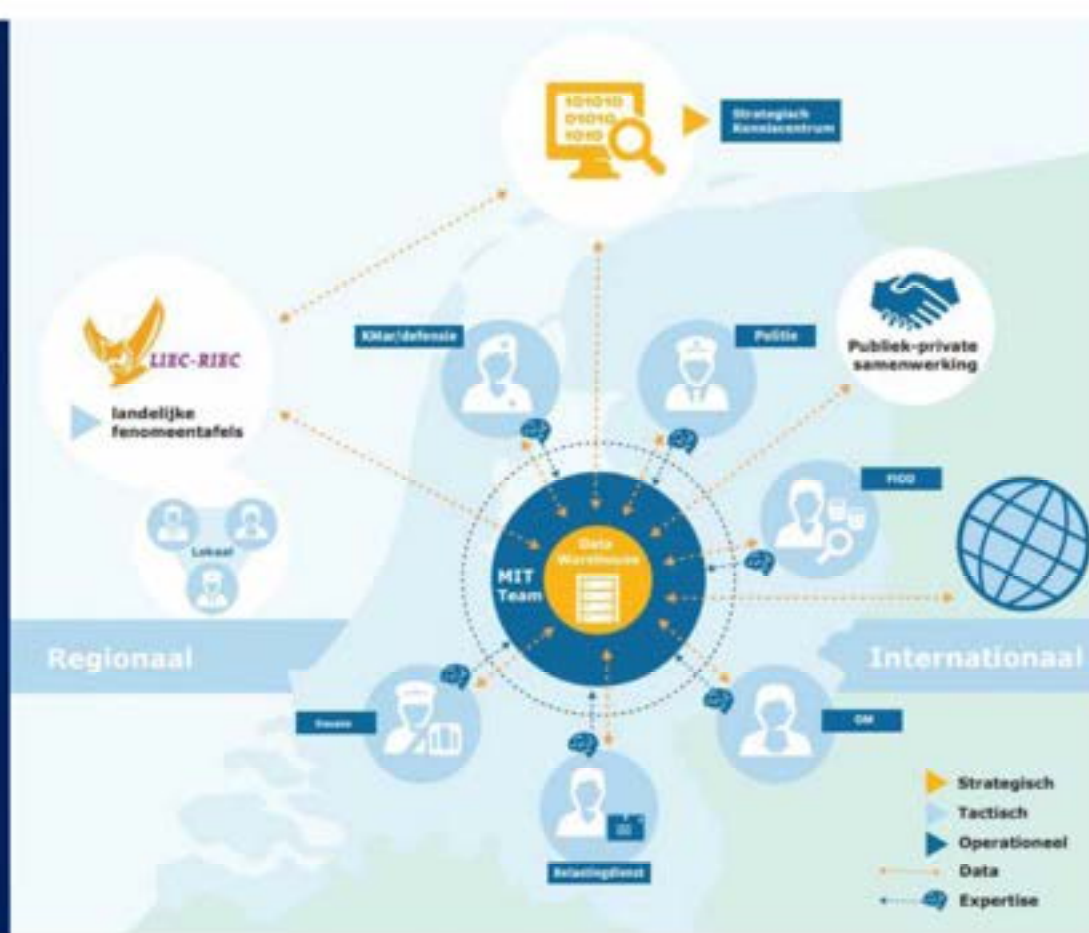 101010
01010
1010
Strategisch
Kenniscentrum
LIEC-RIEC
landelijke
fenomeentafels
KMar/defensie
Politie
Publiek-private
samenwerking
FIOD
Lokaal
Data
Warehouse
MIT
Team
Regionaal
Internationaal
Douane
OM
Belastingdienst
Strategisch
Tactisch
Operationeel
Data
Expertise